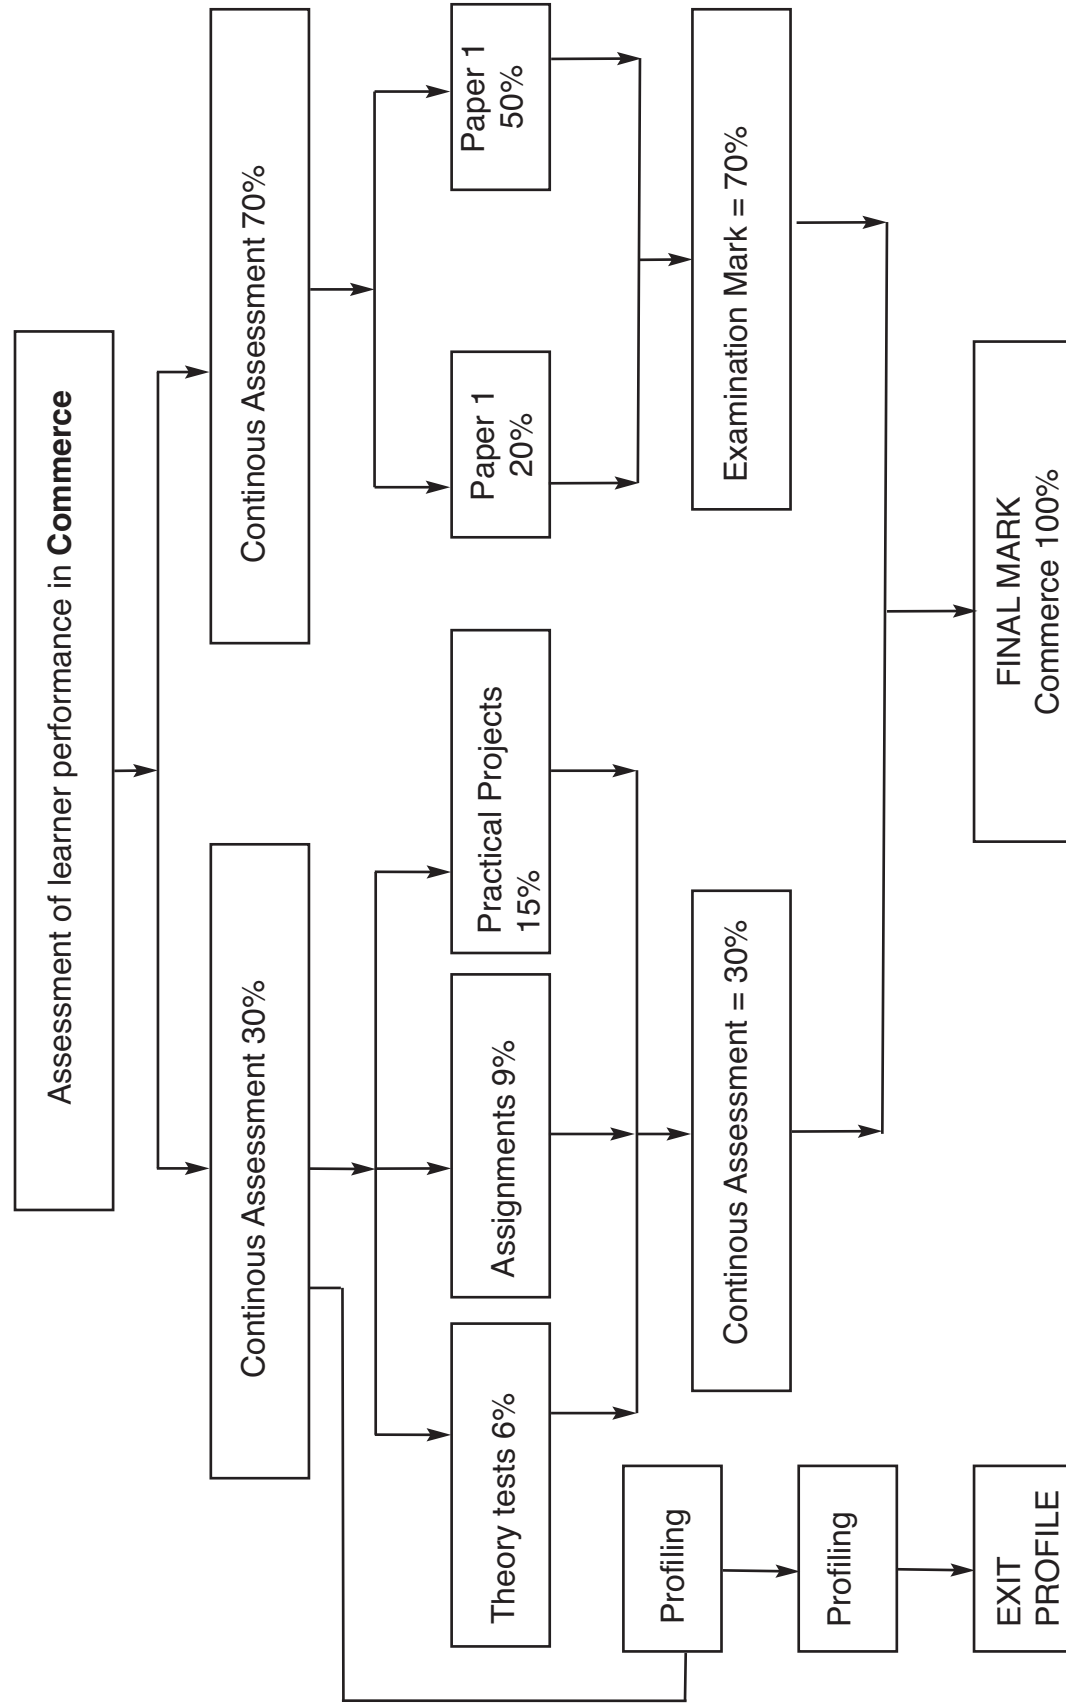 Assessment of learner performance in Commerce
Continous Assessment 30%
Continous Assessment 70%
Theory tests 6%
Assignments 9%
Practical Projects
15%
Paper 1
20%
Paper 1
50%
Profiling
Continous Assessment = 30%
Examination Mark = 70%
Profiling
EXIT
PROFILE
FINAL MARK
Commerce 100%